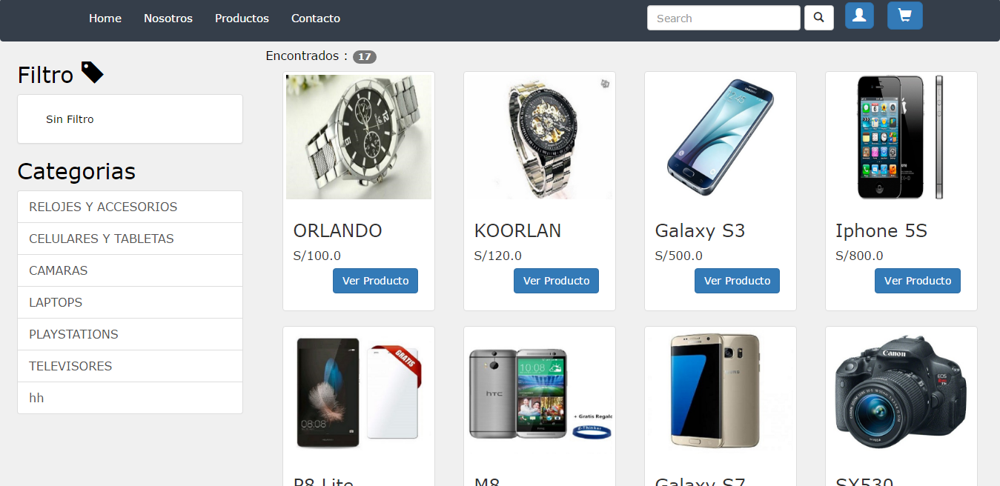 Home Nosotros Productos Contacto Search
Encontrados : 17
Filtro
Sin Filtro
Categorias
RELOJES Y ACCESORIOS
CELULARES Y TABLETAS
CAMARAS
LAPTOPS
PLAYSTATIONS
TELEVISORES
hh
ORLANDO
S/100.0
Ver Producto
KOORLAN
S/120.0
Ver Producto
Galaxy S3
S/500.0
Ver Producto
Iphone 5S
S/800.0
Ver Producto
GRATIS
08:08
P8 Lite
hTC
10:08
+ Gratis Regalo
E-Thinker
M8
SAMSUNG
Galaxy S7
Canon
EOS
SX530